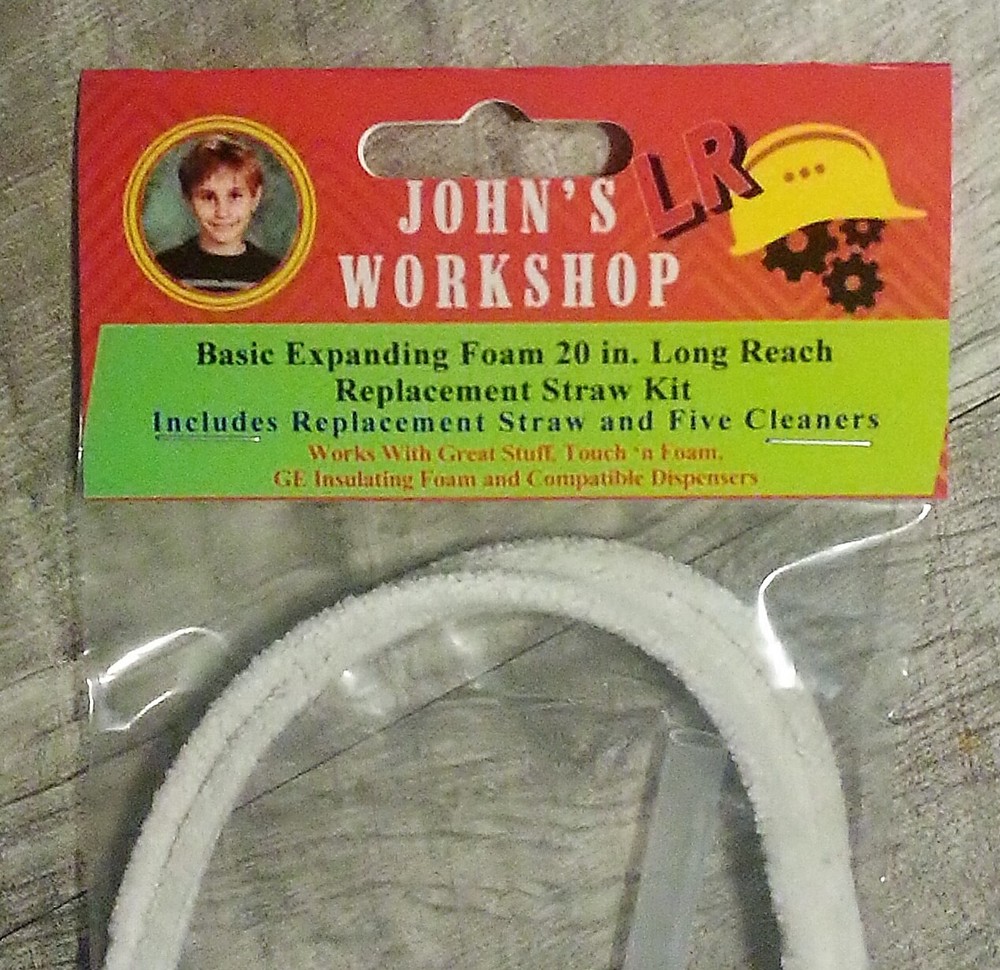 JOHN'S
LR
WORKSHOP
Basic Expanding Foam 20 in. Long Reach
Replacement Straw Kit
Includes Replacement Straw and Five Cleaners
Works With Great Stuff, Touch 'n Foam,
GE Insulating Foam and Compatible Dispensers